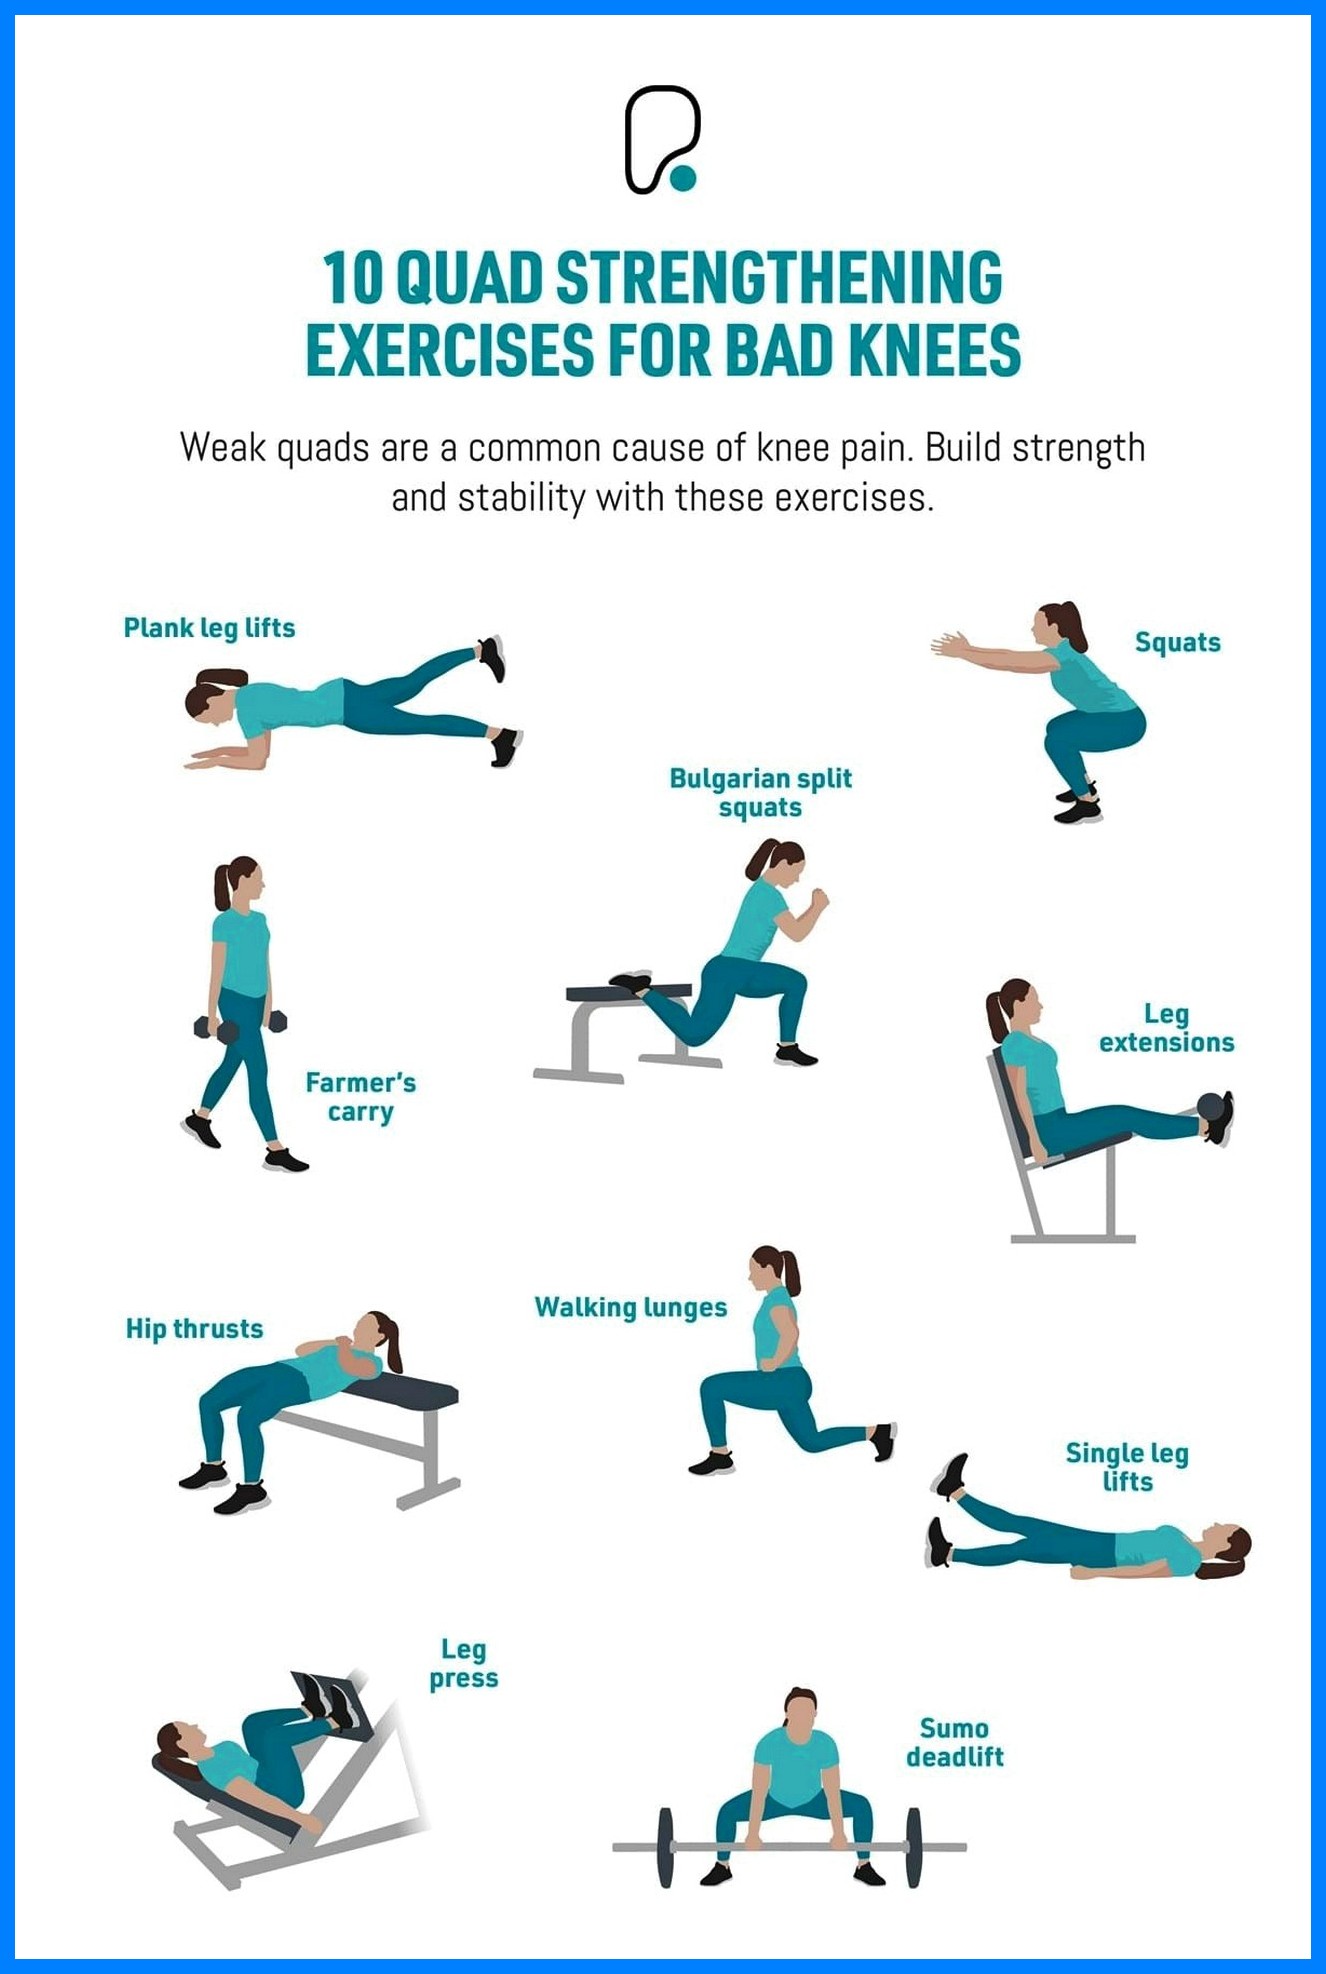 10 QUAD STRENGTHENING
EXERCISES FOR BAD KNEES
Weak quads are a common cause of knee pain. Build strength
and stability with these exercises.
Plank leg lifts
Squats
Bulgarian split
squats
Farmer's
carry
Leg
extensions
Hip thrusts
Walking lunges
Single leg
lifts
Leg
press
Sumo
deadlift